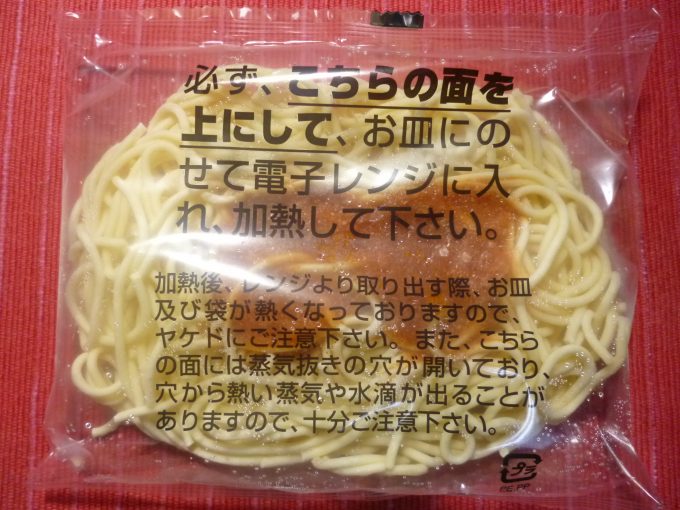 必ず、こちらの面を
上にして、お皿にの
せて電子レンジに入
れ、加熱して下さい。
加熱後、レンジより取り出す際、お皿
及び袋が熱くなっておりますので、
ヤケドにご注意下さい。また、こちら
の面には蒸気抜きの穴が開いており、
穴から熱い蒸気や水滴が出ることが
ありますので、十分ご注意下さい。
プラ
PE,PP